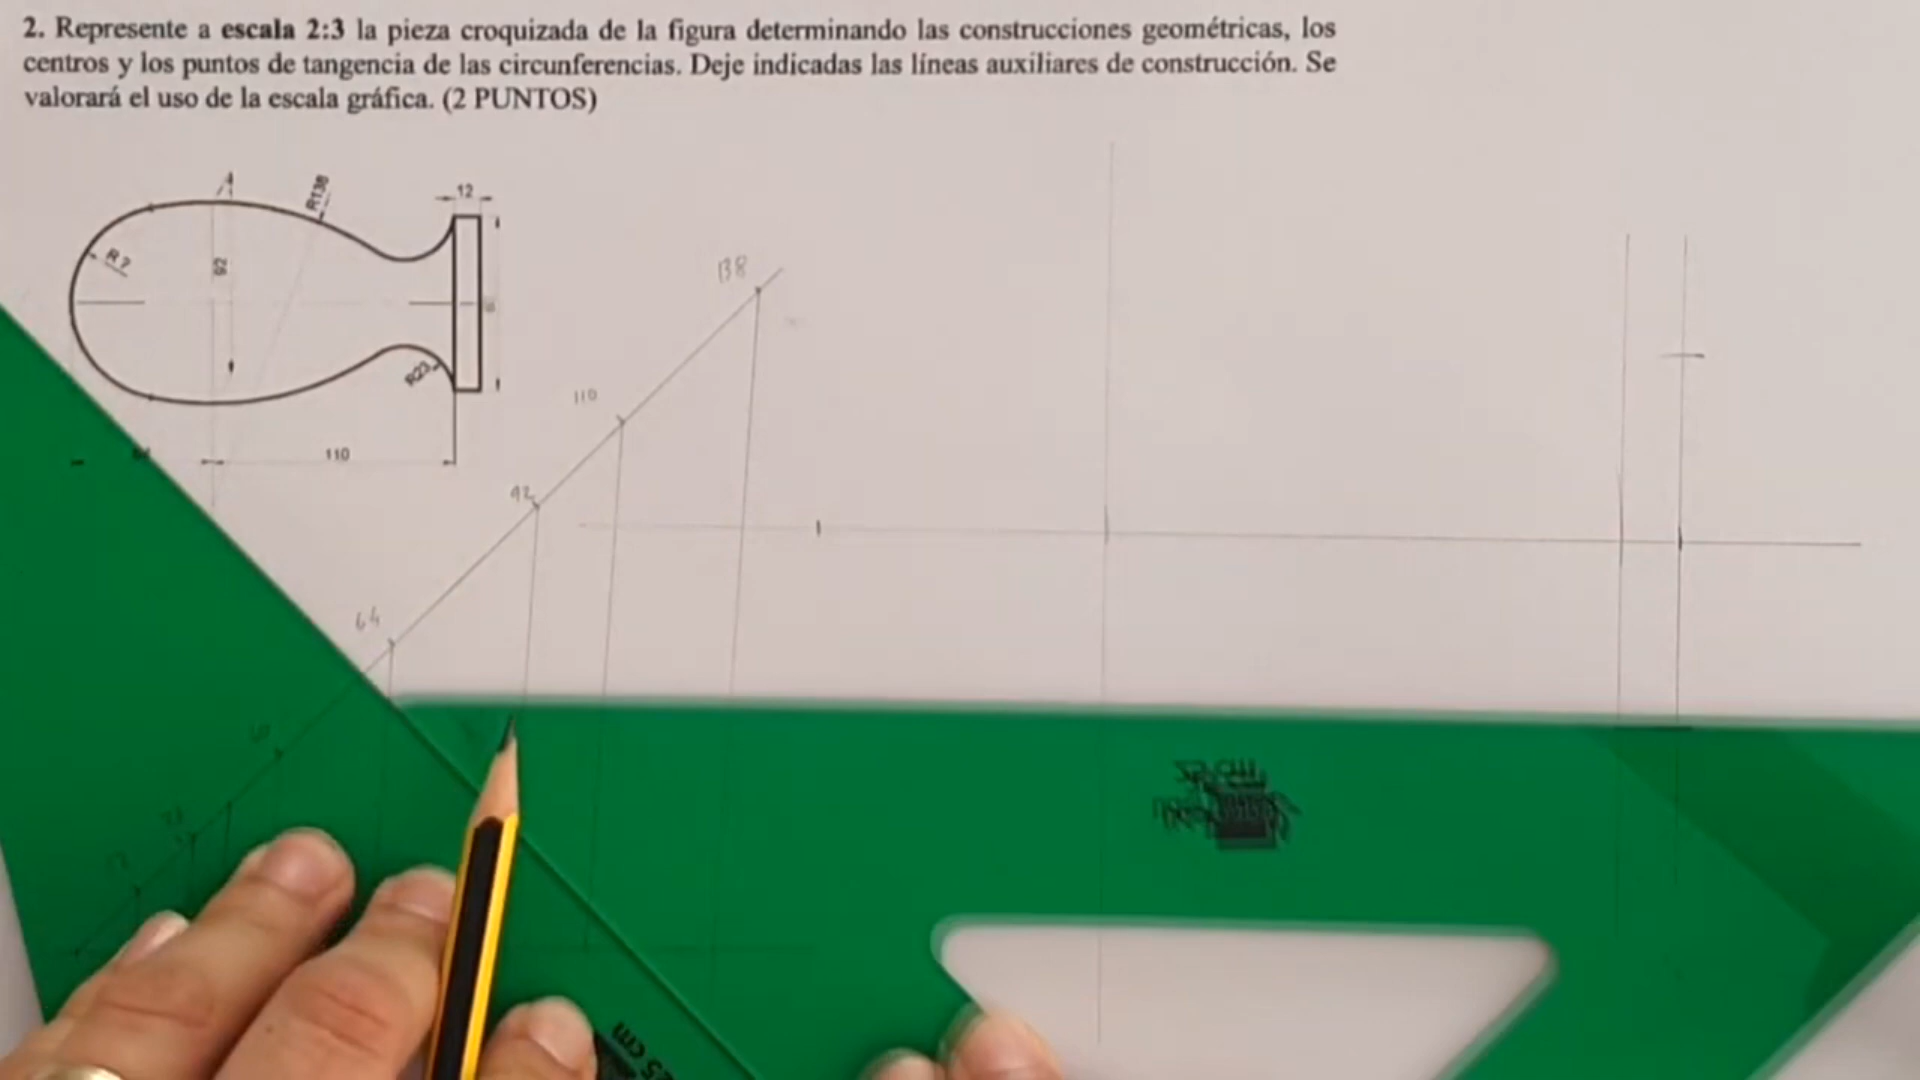 2. Represente a escala 2:3 la pieza croquizada de la figura determinando las construcciones geométricas, los
centros y los puntos de tangencia de las circunferencias. Deje indicadas las líneas auxiliares de construcción. Se
valorará el uso de la escala gráfica. (2 PUNTOS)
R138
12
R?
92
138
R23
110
110
92
64
cm